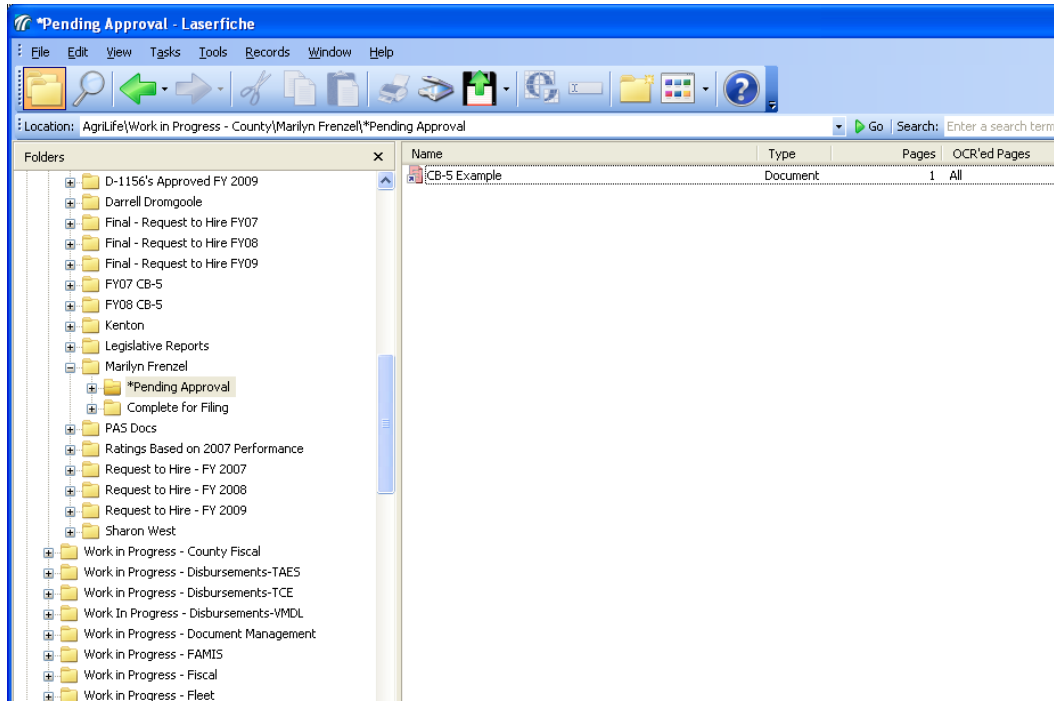 *Pending Approval - Laserfiche
File Edit View Tasks Tools Records Window Help
Location: AgriLife\Work in Progress - County\Marilyn Frenzel\*Pending Approval Go Search: Enter a search term
Folders
Name Type Pages OCR'ed Pages
CB-5 Example Document 1 All
D-1156's Approved FY 2009
Darrell Dromgoole
Final - Request to Hire FY07
Final - Request to Hire FY08
Final - Request to Hire FY09
FY07 CB-5
FY08 CB-5
Kenton
Legislative Reports
Marilyn Frenzel
*Pending Approval
Complete for Filing
PAS Docs
Ratings Based on 2007 Performance
Request to Hire - FY 2007
Request to Hire - FY 2008
Request to Hire - FY 2009
Sharon West
Work in Progress - County Fiscal
Work in Progress - Disbursements-TAES
Work in Progress - Disbursements-TCE
Work In Progress - Disbursements-VMDL
Work in Progress - Document Management
Work in Progress - FAMIS
Work in Progress - Fiscal
Work in Progress - Fleet